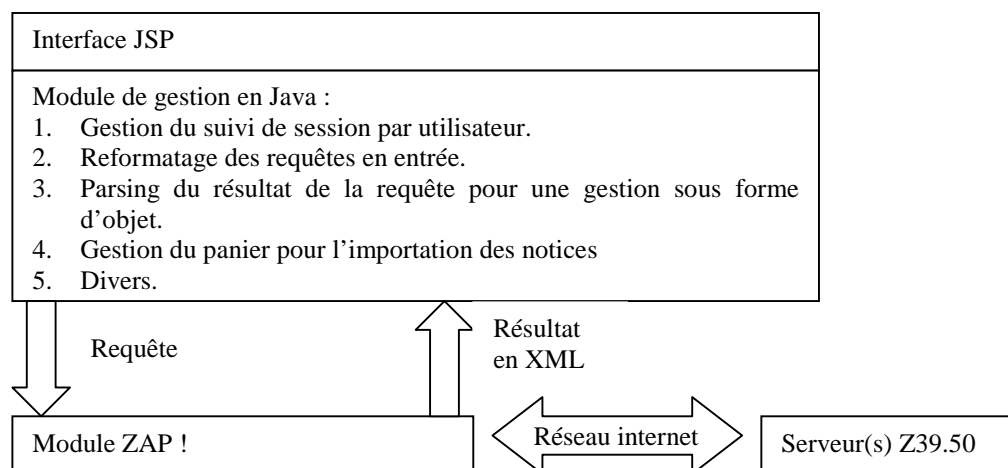 Interface JSP
Module de gestion en Java :
1. Gestion du suivi de session par utilisateur.
2. Reformatage des requêtes en entrée.
3. Parsing du résultat de la requête pour une gestion sous forme
d’objet.
4. Gestion du panier pour l’importation des notices
5. Divers.
Requête
Résultat
en XML
Module ZAP !
Réseau internet
Serveur(s) Z39.50